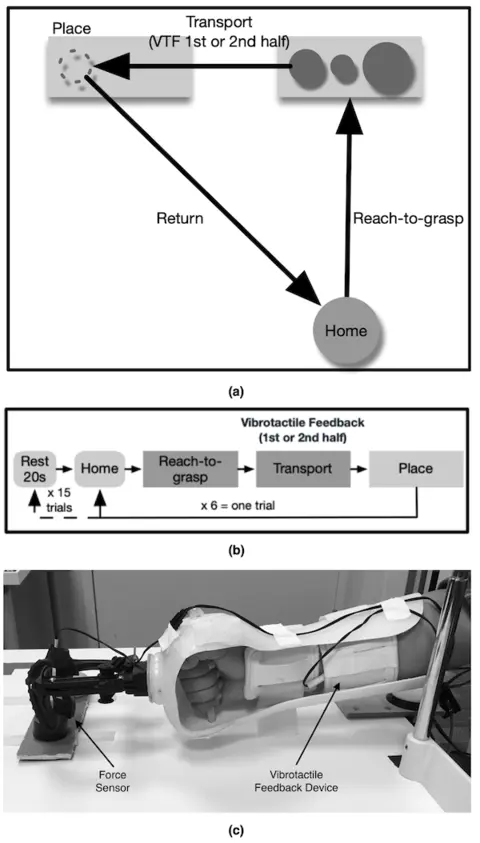 Place
Transport
(VTF 1st or 2nd half)
Return
Reach-to-grasp
Home
(a)
Vibrotactile Feedback
(1st or 2nd half)
Rest
20s
Home
Reach-to-
grasp
Transport
Place
x 15
trials
x 6 = one trial
(b)
Force
Sensor
Vibrotactile
Feedback Device
(c)